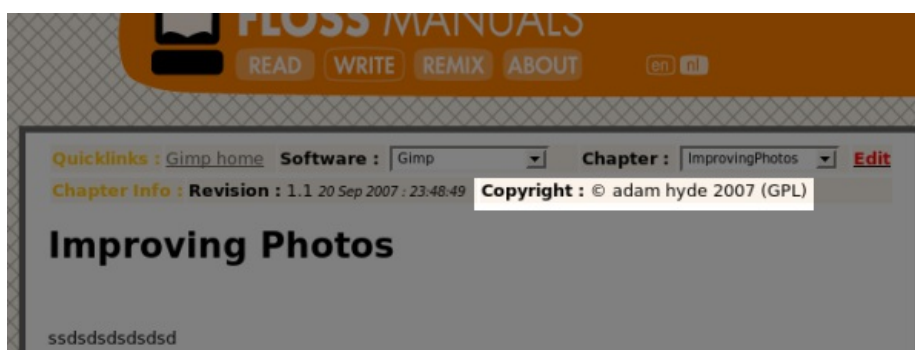 FLOSS MANUALS
READ WRITE REMIX ABOUT en nl
Quicklinks : Gimp home Software : Gimp Chapter : ImprovingPhotos Edit
Chapter Info : Revision : 1.1 20 Sep 2007 : 23:48:49 Copyright : © adam hyde 2007 (GPL)
Improving Photos
ssdsdsdsdsdsd